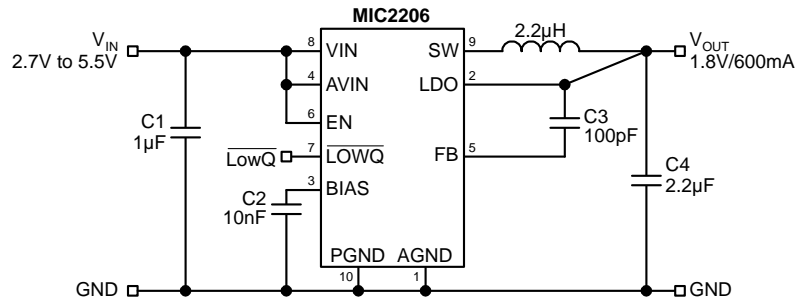 MIC2206
V_IN
2.7V to 5.5V
8 VIN
SW 9
2.2µH
V_OUT
1.8V/600mA
4 AVIN
LDO 2
C1
1µF
6 EN
C3
100pF
LowQ
7 LOWQ
FB 5
C4
2.2µF
3 BIAS
C2
10nF
PGND
10
AGND
1
GND
GND